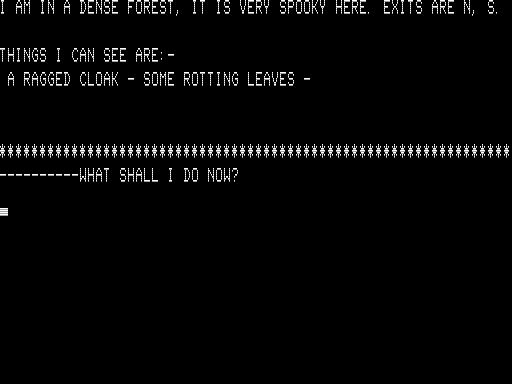 I AM IN A DENSE FOREST, IT IS VERY SPOOKY HERE. EXITS ARE N, S.
THINGS I CAN SEE ARE:-
A RAGGED CLOAK - SOME ROTTING LEAVES -
****************************************************************
----------WHAT SHALL I DO NOW?